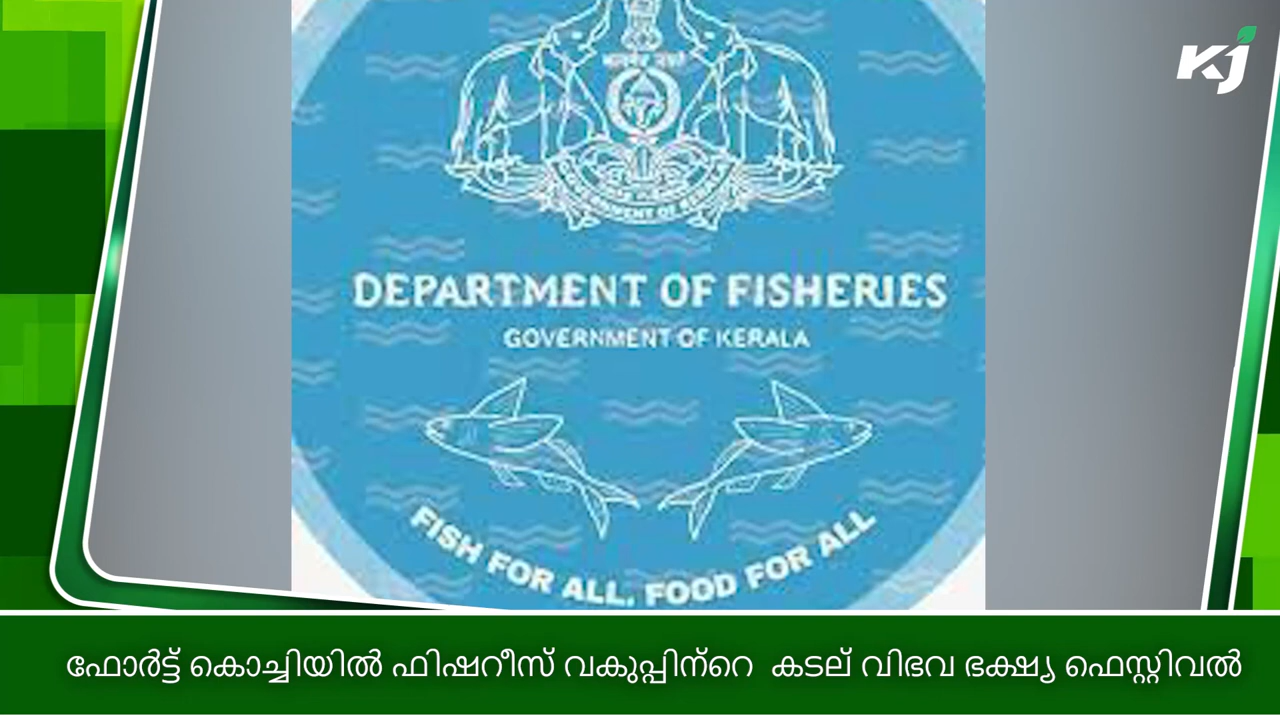 KJ
DEPARTMENT OF FISHERIES
GOVERNMENT OF KERALA
FISH FOR ALL, FOOD FOR ALL
ഫോർട്ട് കൊച്ചിയിൽ ഫിഷറീസ് വകുപ്പിന്റെ കടല് വിഭവ ഭക്ഷ്യ ഫെസ്റ്റിവൽ